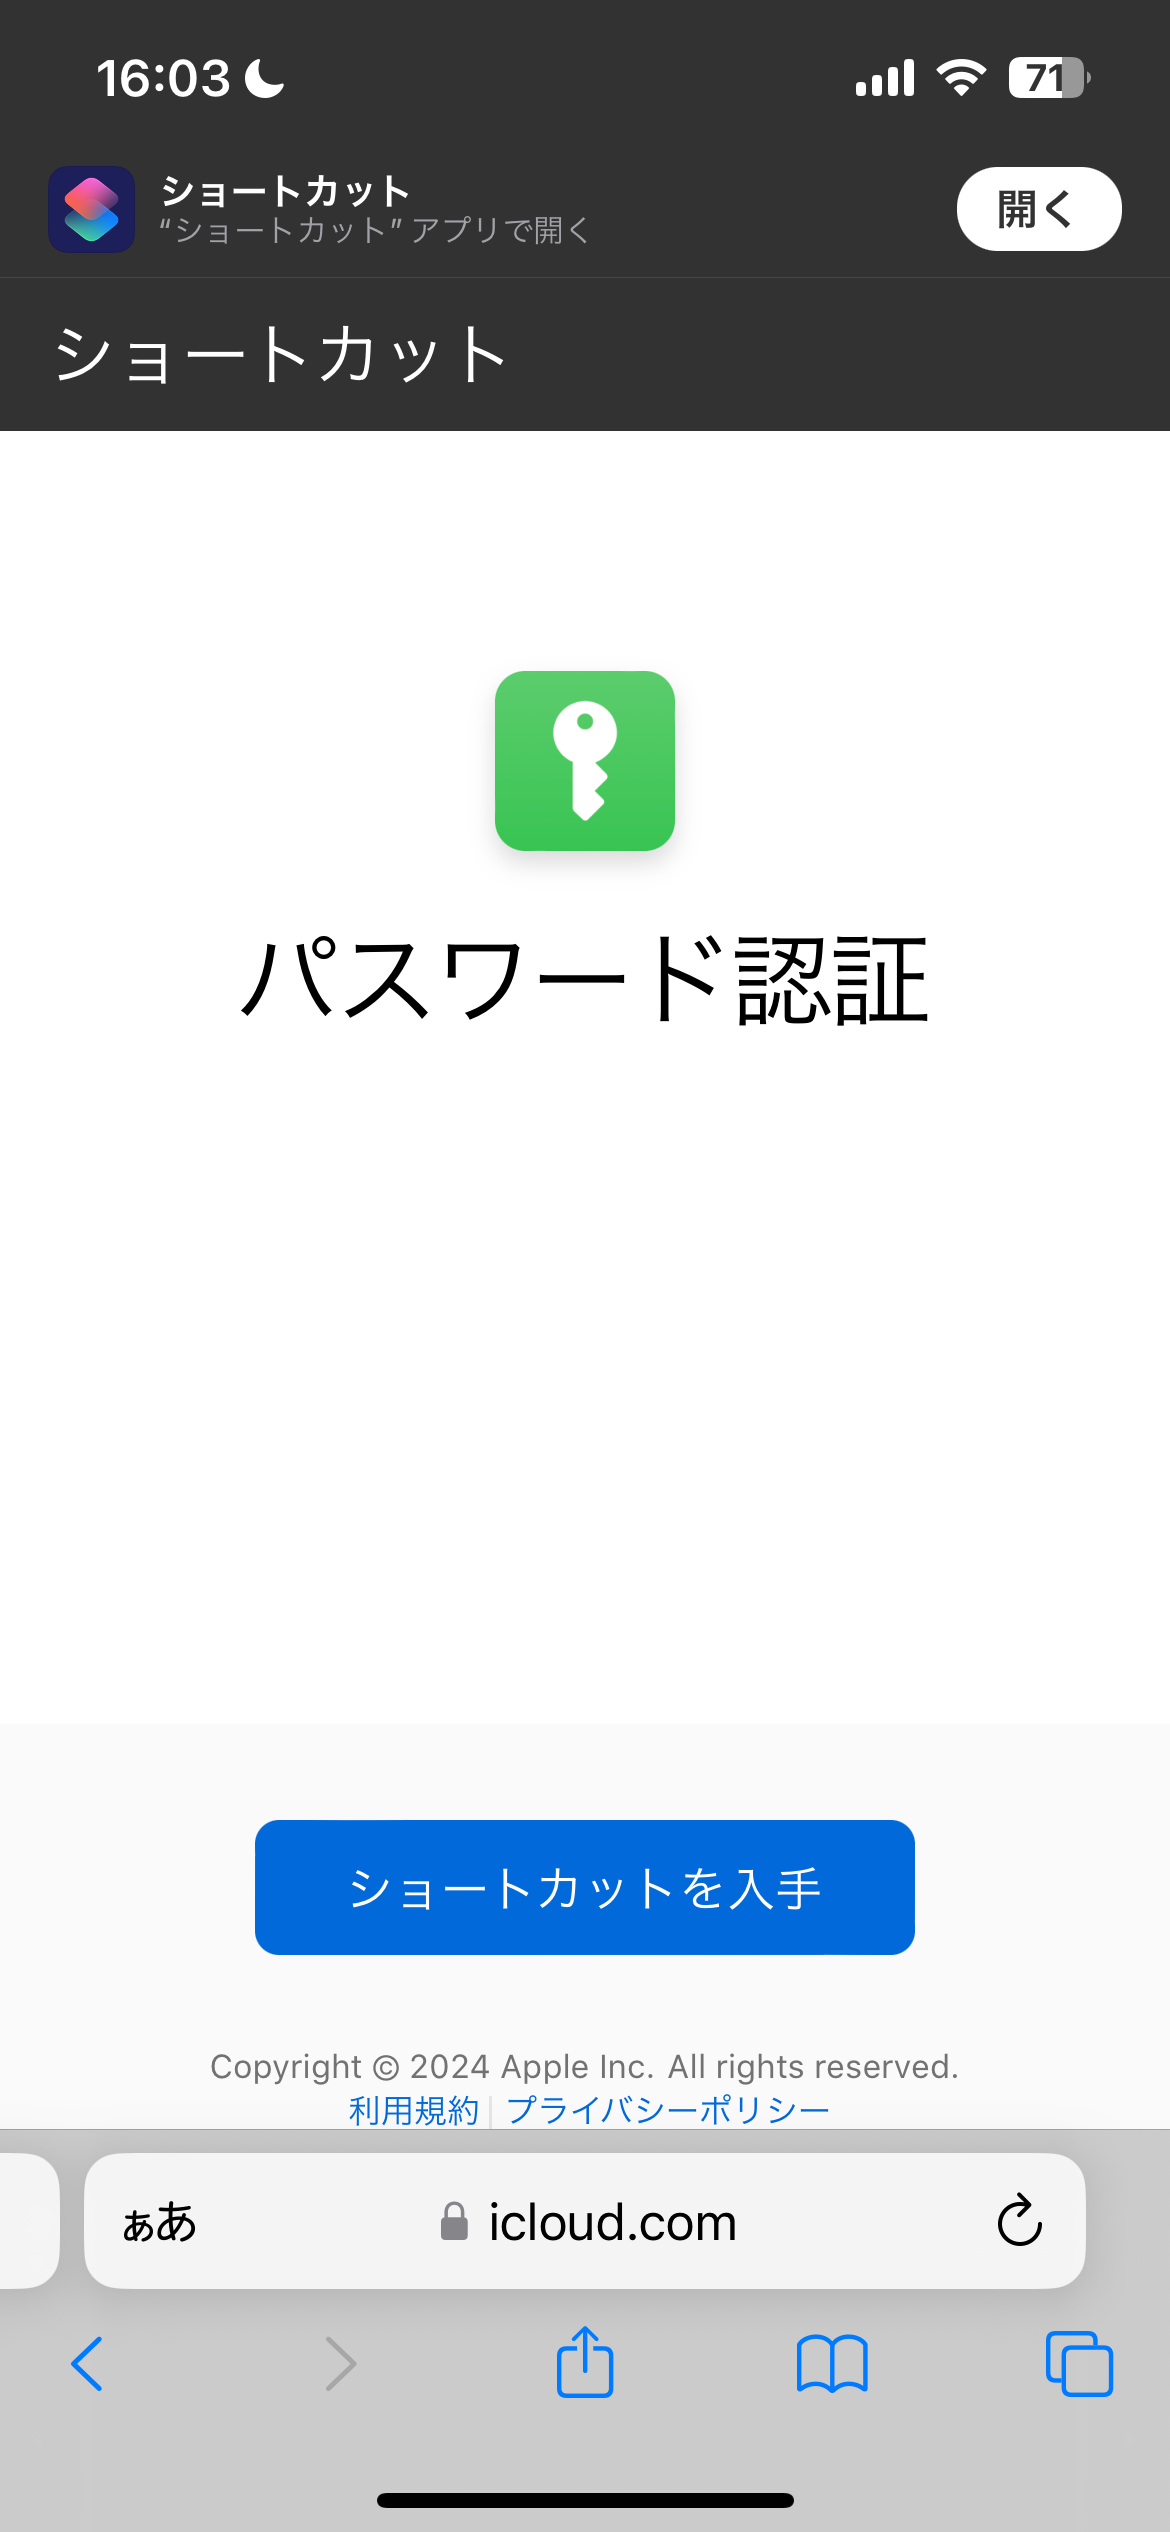 16:03
71
ショートカット
“ショートカット” アプリで開く
開く
ショートカット
パスワード認証
ショートカットを入手
Copyright © 2024 Apple Inc. All rights reserved.
利用規約 | プライバシーポリシー
ぁあ icloud.com